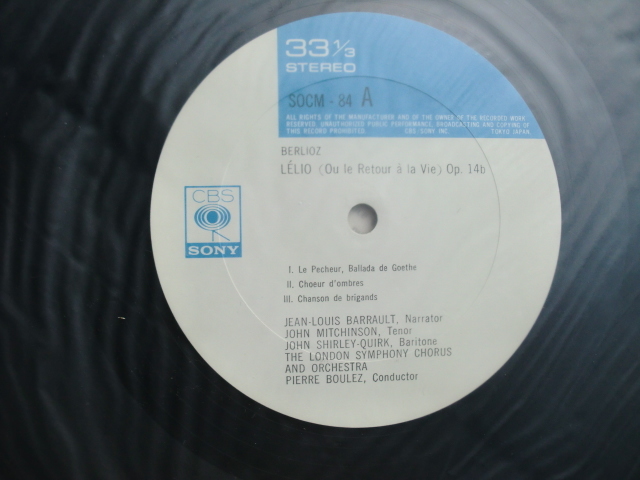 33 1/3
STEREO
SOCM - 84 A
ALL RIGHTS OF THE MANUFACTURER AND OF THE OWNER OF THE RECORDED WORK
RESERVED. UNAUTHORIZED PUBLIC PERFORMANCE, BROADCASTING AND COPYING OF
THIS RECORD PROHIBITED. CBS SONY INC. TOKYO JAPAN
BERLIOZ
LÉLIO (Ou le Retour à la Vie) Op. 14b
CBS
SONY
I. Le Pecheur, Ballada de Goethe
II. Choeur d'ombres
III. Chanson de brigands
JEAN-LOUIS BARRAULT, Narrator
JOHN MITCHINSON, Tenor
JOHN SHIRLEY-QUIRK, Baritone
THE LONDON SYMPHONY CHORUS
AND ORCHESTRA
PIERRE BOULEZ, Conductor